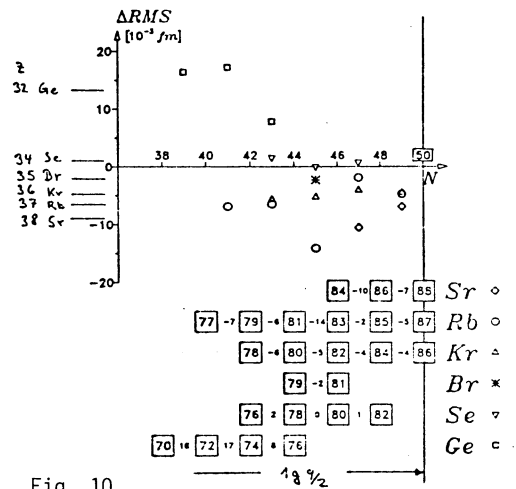 ΔRMS
[10⁻³ fm]
Z
20
32 Ge
10
34 Se
35 Br
36 Kr
37 Rb
38 Sr
0
38 40 42 44 46 48 50
N
-10
-20
84 -10 86 -7 85 Sr ◇
77 -7 79 -6 81 -14 83 -2 85 -5 87 Rb ○
78 -6 80 -5 82 -4 84 -4 86 Kr △
79 -2 81 Br ✶
76 2 78 0 80 1 82 Se ▽
70 16 72 17 74 8 76 Ge □
1g 9/2
Fig. 10